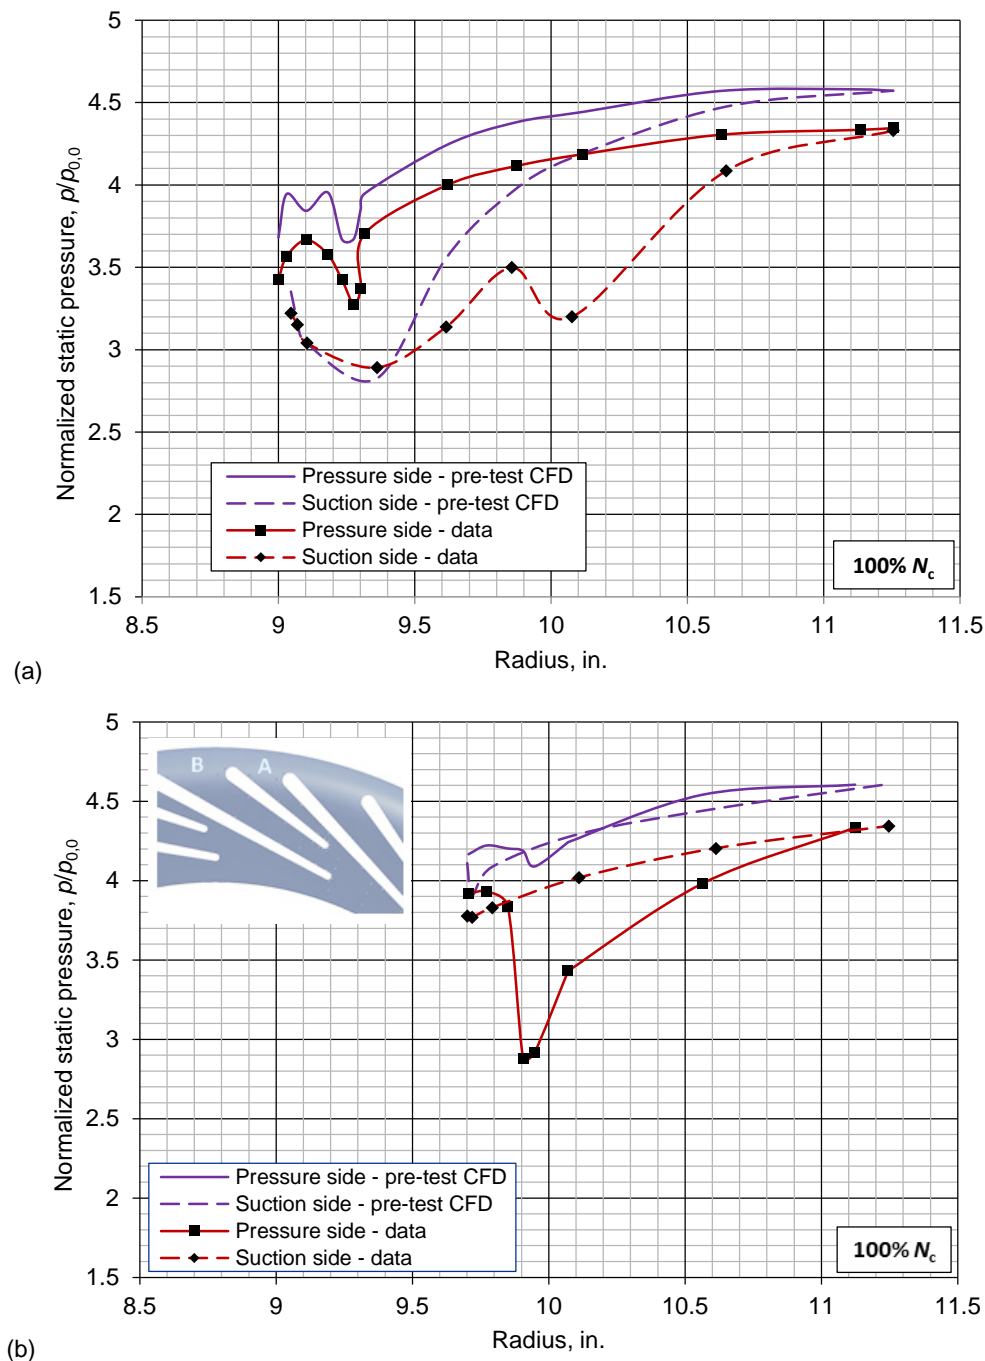 5
4.5
4
3.5
3
2.5
2
1.5
Normalized static pressure, p/p0,0
Pressure side - pre-test CFD
Suction side - pre-test CFD
Pressure side - data
Suction side - data
100% Nc
8.5 9 9.5 10 10.5 11 11.5
Radius, in.
(a)
5
4.5
4
3.5
3
2.5
2
1.5
Normalized static pressure, p/p0,0
B A
Pressure side - pre-test CFD
Suction side - pre-test CFD
Pressure side - data
Suction side - data
100% Nc
8.5 9 9.5 10 10.5 11 11.5
Radius, in.
(b)